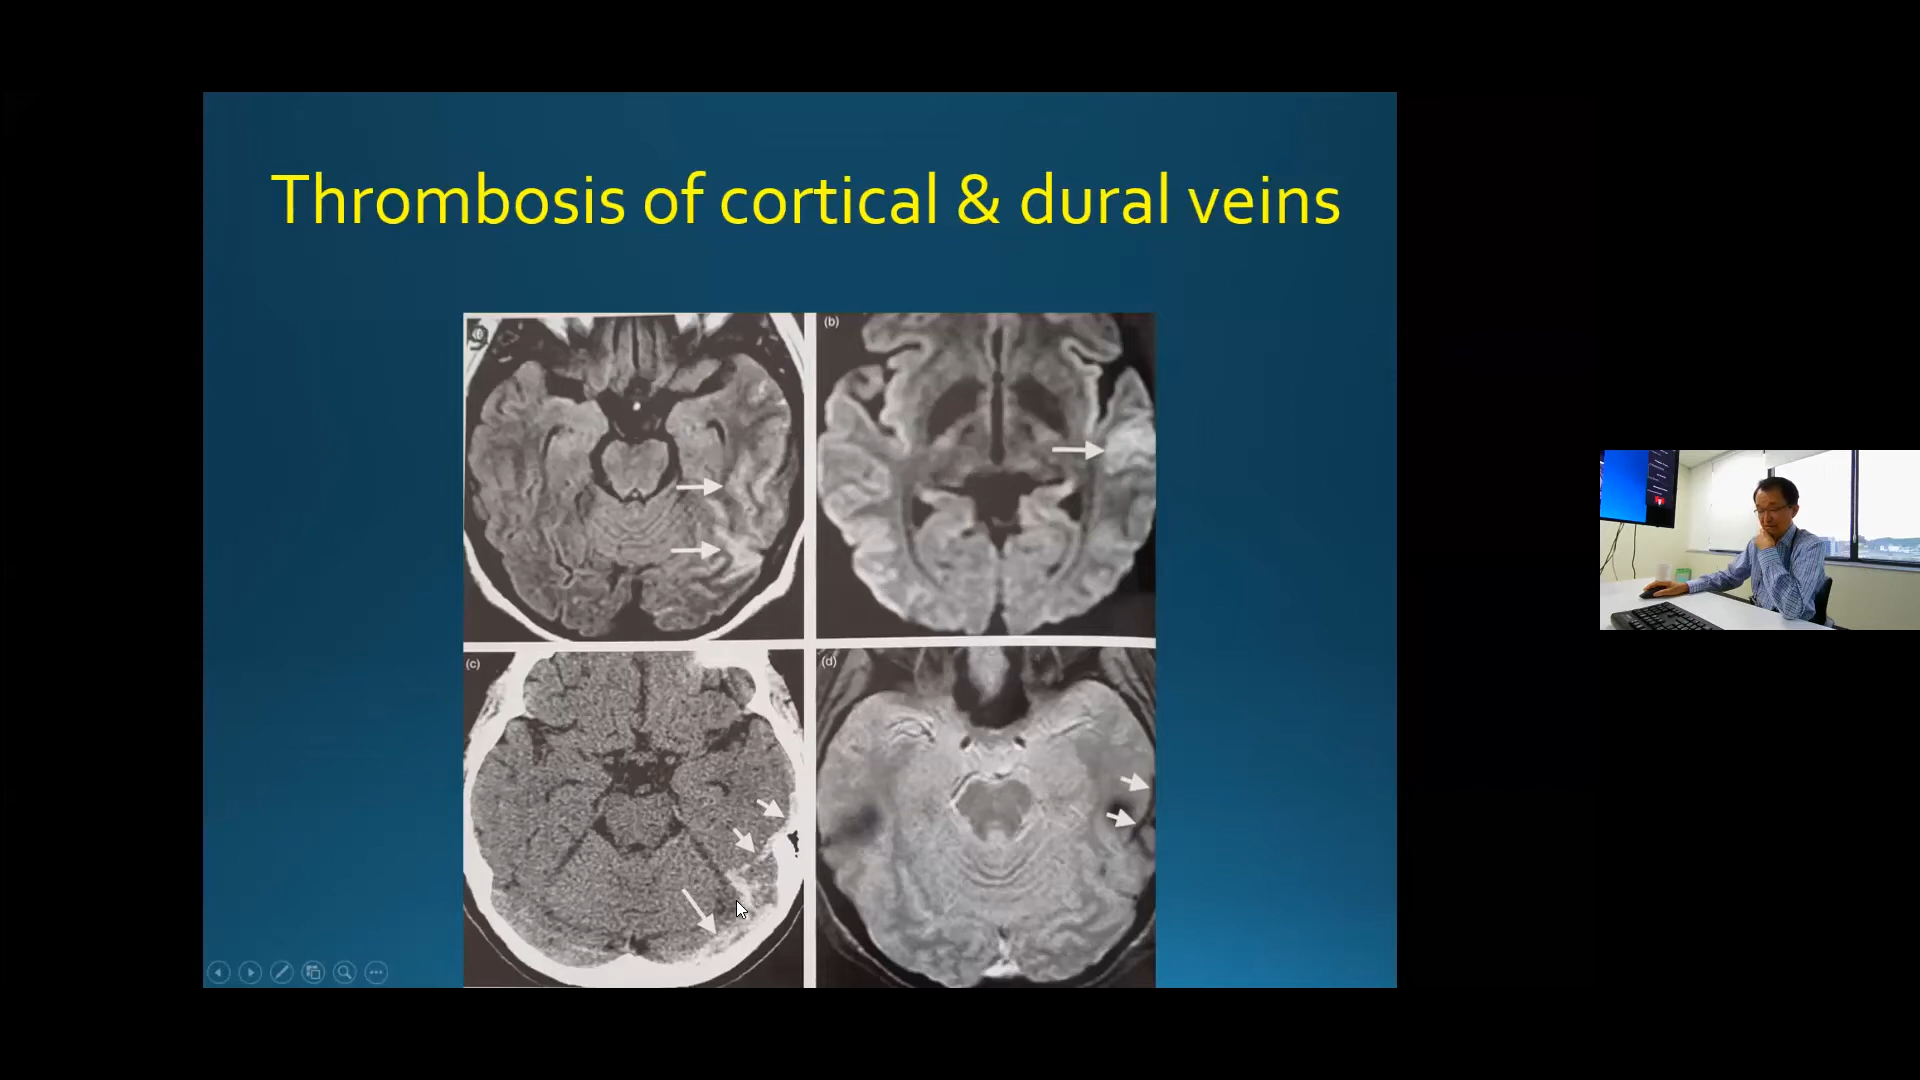 Thrombosis of cortical & dural veins
(b)
(c)
(d)